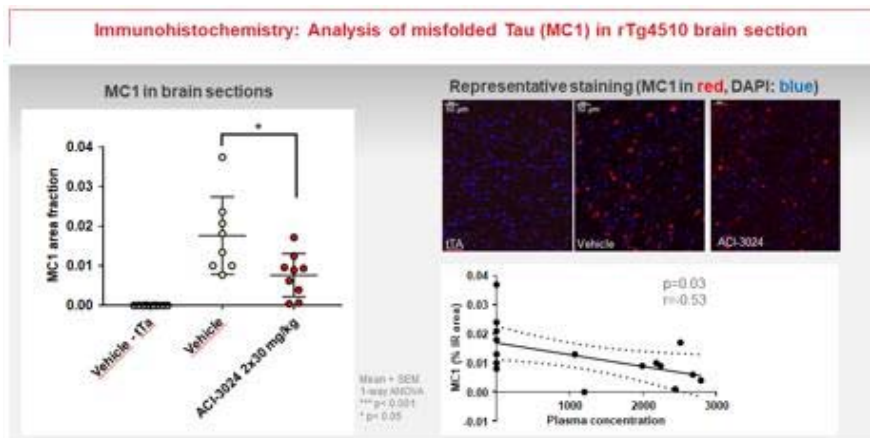 Immunohistochemistry: Analysis of misfolded Tau (MC1) in rTg4510 brain section
MC1 in brain sections
MC1 area fraction
0.04
0.03
0.02
0.01
0.00
*
Vehicle - tTa
Vehicle
ACI-3024 2x30 mg/kg
Mean + SEM
1-way ANOVA
*** p< 0.001
* p< 0.05
Representative staining (MC1 in red, DAPI: blue)
tTA
Vehicle
ACI-3024
MC1 (% IR area)
0.04
0.03
0.02
0.01
0.00
-0.01
p=0.03
r=-0.53
1000
2000
3000
Plasma concentration